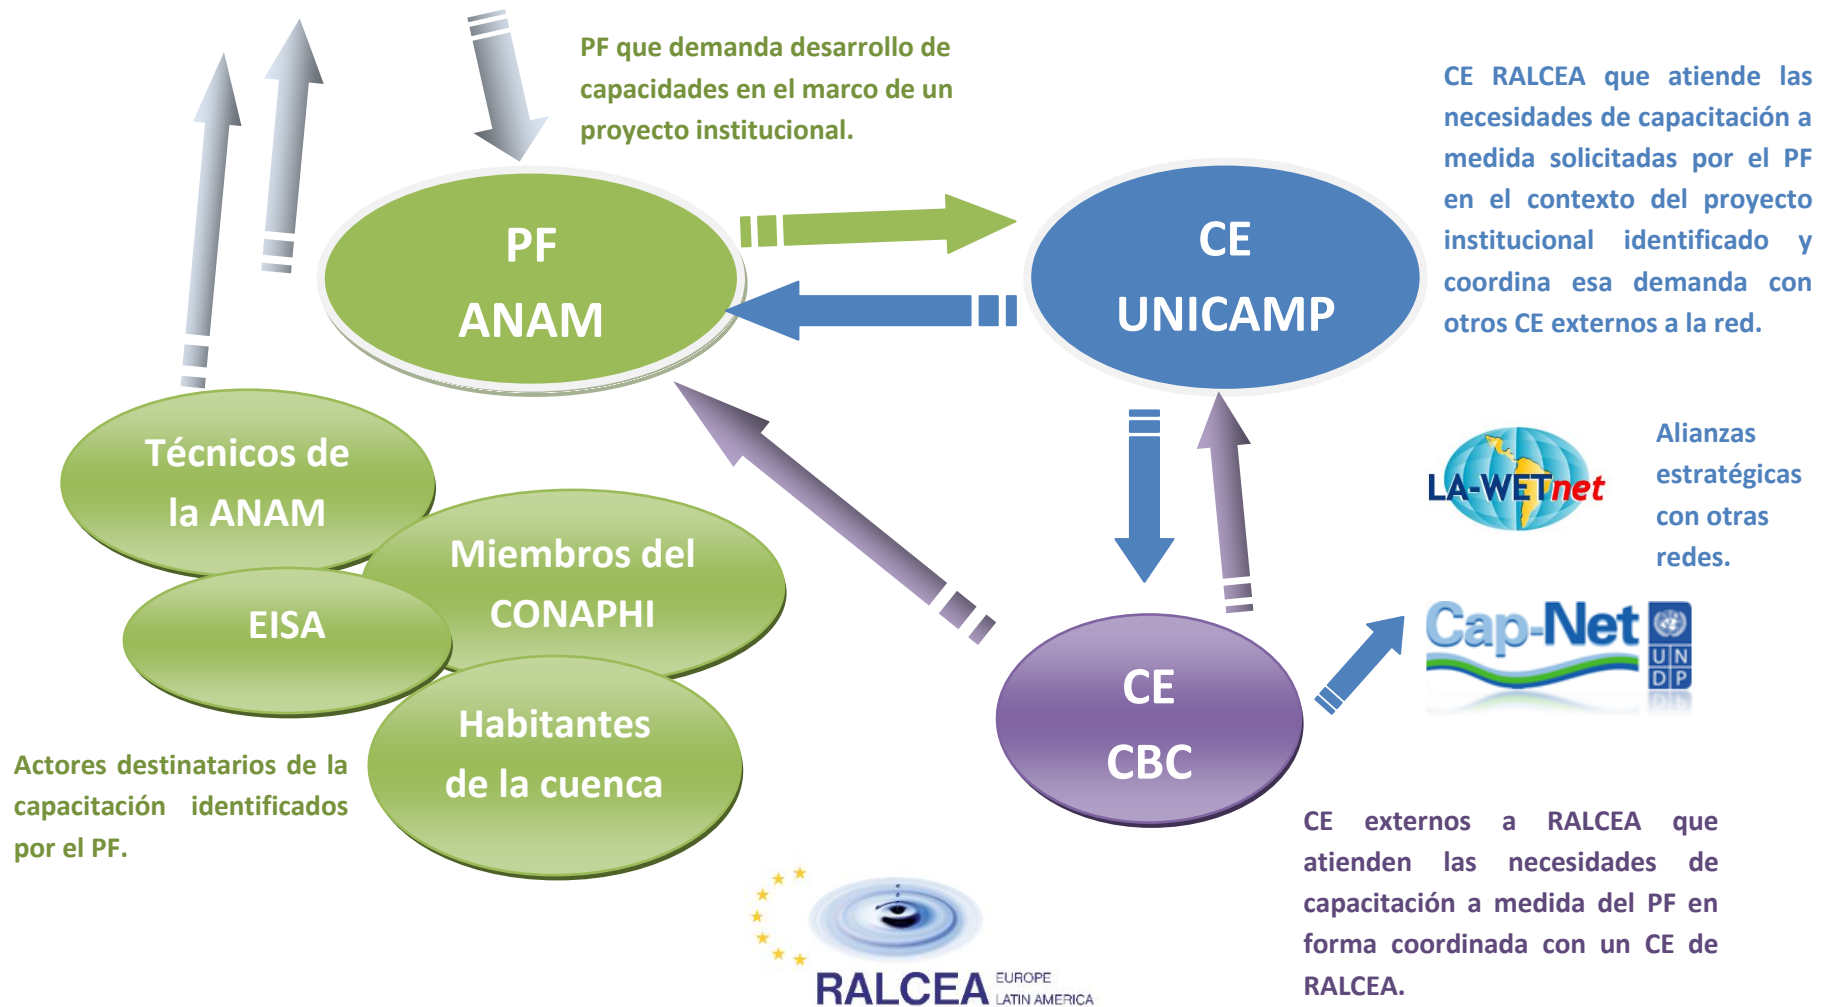 PF que demanda desarrollo de
capacidades en el marco de un
proyecto institucional.
CE RALCEA que atiende las
necesidades de capacitación a
medida solicitadas por el PF
en el contexto del proyecto
institucional identificado y
coordina esa demanda con
otros CE externos a la red.
PF
ANAM
CE
UNICAMP
Técnicos de
la ANAM
Miembros del
CONAPHI
EISA
Habitantes
de la cuenca
Actores destinatarios de la
capacitación identificados
por el PF.
LA-WETnet
Alianzas
estratégicas
con otras
redes.
Cap-Net
UN
DP
CE
CBC
CE externos a RALCEA que
atienden las necesidades de
capacitación a medida del PF en
forma coordinada con un CE de
RALCEA.
RALCEA EUROPE
LATIN AMERICA